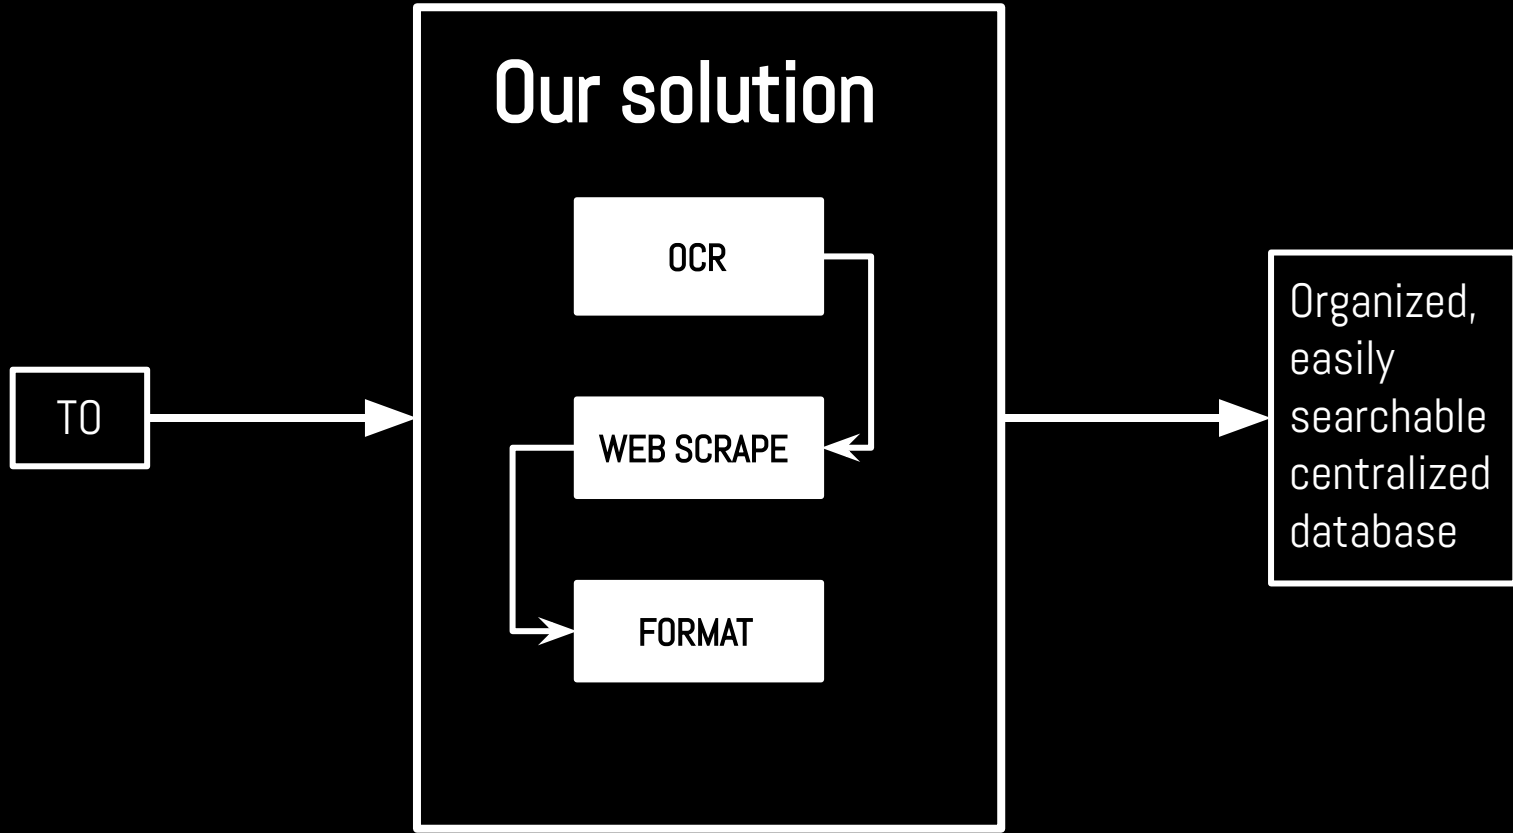 Our solution
OCR
TO
WEB SCRAPE
FORMAT
Organized,
easily
searchable
centralized
database